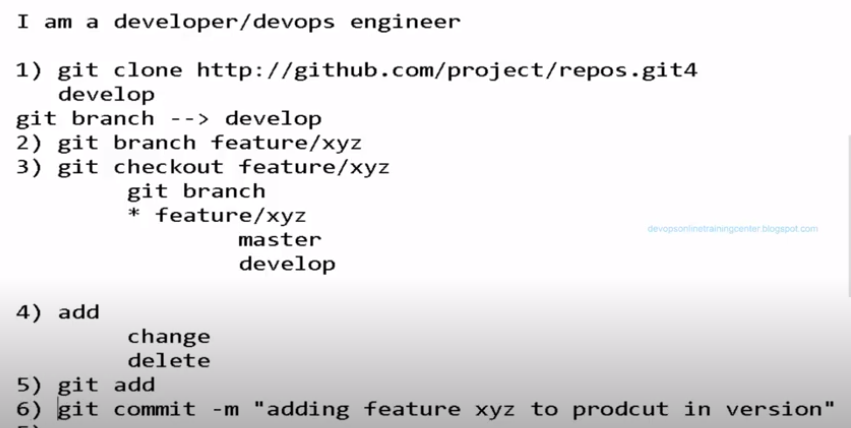 I am a developer/devops engineer
1) git clone http://github.com/project/repos.git4
develop
git branch --> develop
2) git branch feature/xyz
3) git checkout feature/xyz
git branch
* feature/xyz
devopsonlinetrainingcenter.blogspot.com
master
develop
4) add
change
delete
5) git add
6) git commit -m "adding feature xyz to prodcut in version"